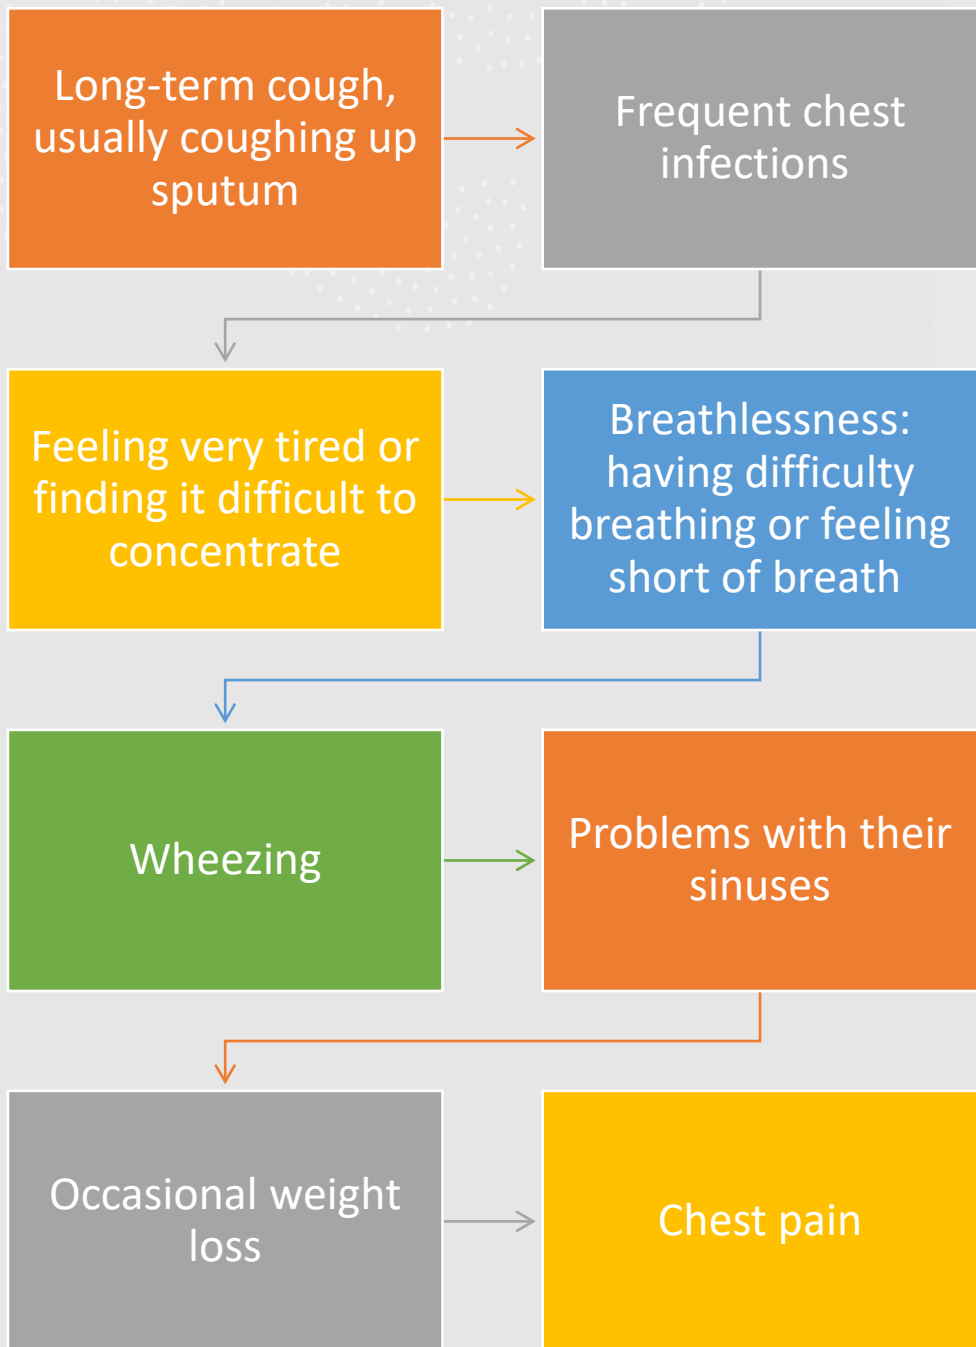 Long-term cough,
usually coughing up
sputum
Frequent chest
infections
Feeling very tired or
finding it difficult to
concentrate
Breathlessness:
having difficulty
breathing or feeling
short of breath
Wheezing
Problems with their
sinuses
Occasional weight
loss
Chest pain